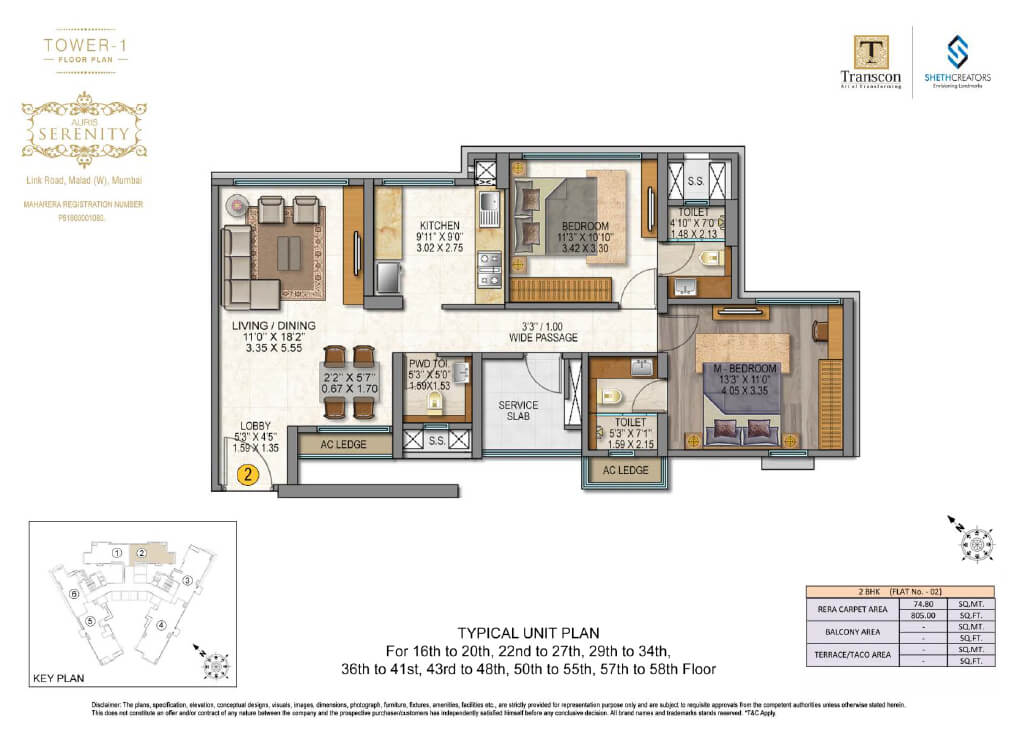 TOWER-1
FLOOR PLAN
AURIS
SERENITY
Link Road, Malad (W), Mumbai
MAHARERA REGISTRATION NUMBER
P51800001080.
T
Transcon
Art of Transforming
SHETHCREATORS
Envisioning Landmarks
KITCHEN
9'11" X 9'0"
3.02 X 2.75
BEDROOM
11'3" X 10'10"
3.42 X 3.30
S.S.
TOILET
4'10" X 7'0"
1.48 X 2.13
LIVING / DINING
11'0" X 18'2"
3.35 X 5.55
3'3" / 1.00
WIDE PASSAGE
2'2" X 5'7"
0.67 X 1.70
PWD TOI.
5'3" X 5'0"
1.59X1.53
SERVICE
SLAB
M - BEDROOM
13'3" X 11'0"
4.05 X 3.35
LOBBY
5'3" X 4'5"
1.59 X 1.35
AC LEDGE
S.S.
TOILET
5'3" X 7'1"
1.59 X 2.15
AC LEDGE
2
1
2
3
4
5
6
N
KEY PLAN
N
TYPICAL UNIT PLAN
For 16th to 20th, 22nd to 27th, 29th to 34th,
36th to 41st, 43rd to 48th, 50th to 55th, 57th to 58th Floor
2 BHK (FLAT No. - 02)
RERA CARPET AREA 74.80 SQ.MT.
805.00 SQ.FT.
BALCONY AREA - SQ.MT.
- SQ.FT.
TERRACE/TACO AREA - SQ.MT.
- SQ.FT.
Disclaimer: The plans, specification, elevation, conceptual designs, visuals, images, dimensions, photograph, furniture, fixtures, amenities, facilities etc., are strictly provided for representation purpose only and are subject to requisite approvals from the competent authorities unless otherwise stated herein.
This does not constitute an offer and/or contract of any nature between the company and the prospective purchaser/customers has independently satisfied himself before any conclusive decision. All brand names and trademarks stands reserved. *T&C Apply